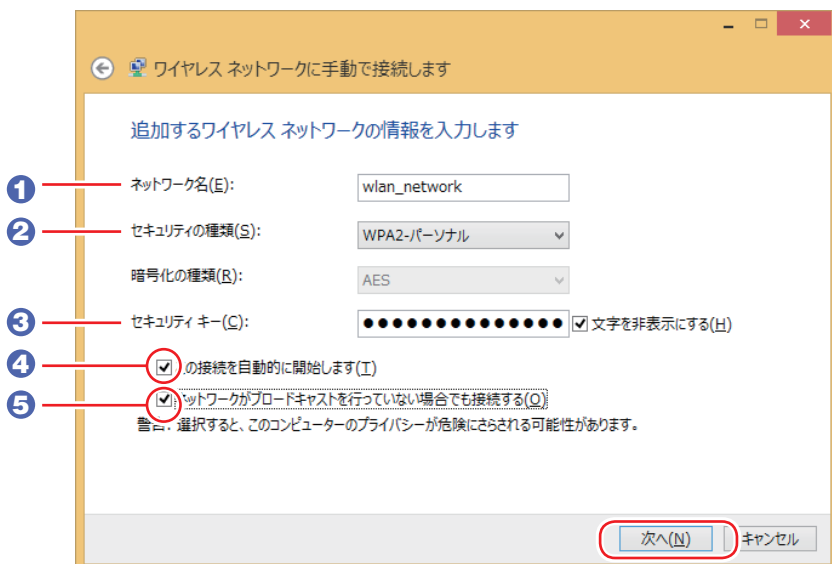 ワイヤレス ネットワークに手動で接続します
追加するワイヤレス ネットワークの情報を入力します
1 ネットワーク名(E): wlan_network
2 セキュリティの種類(S): WPA2-パーソナル
暗号化の種類(R): AES
3 セキュリティ キー(C): ●●●●●●●●●●●●●● 文字を非表示にする(H)
4 の接続を自動的に開始します(T)
5 ットワークがブロードキャストを行っていない場合でも接続する(O)
警告: 選択すると、このコンピューターのプライバシーが危険にさらされる可能性があります。
次へ(N) キャンセル